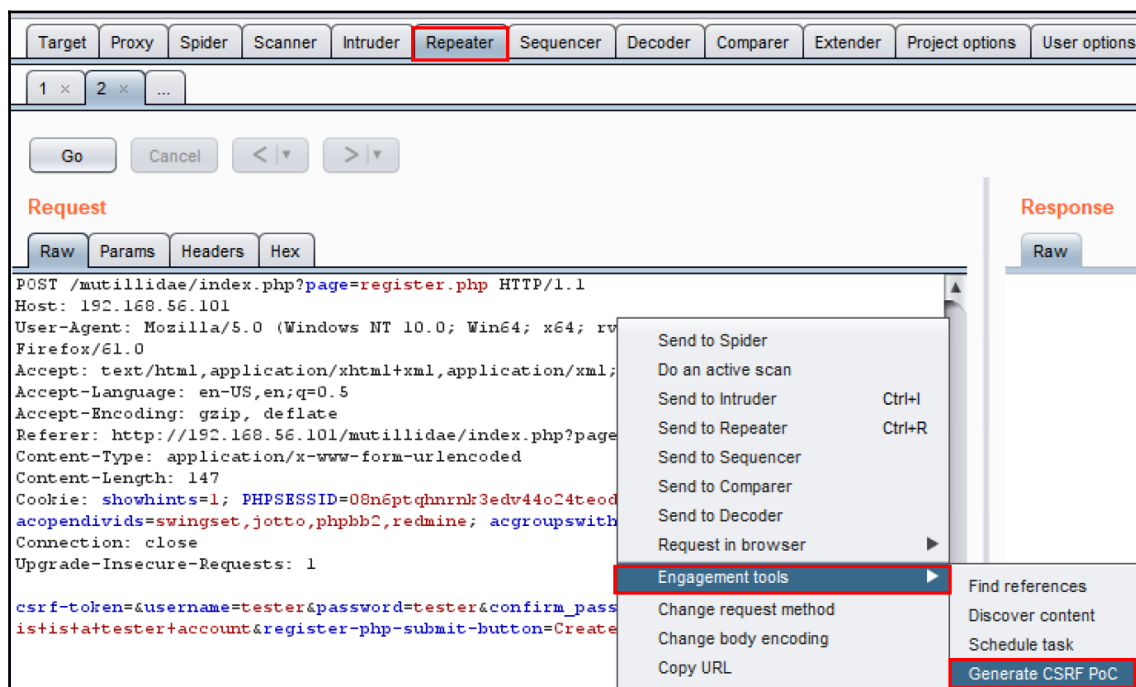 Target Proxy Spider Scanner Intruder Repeater Sequencer Decoder Comparer Extender Project options User options
1 × 2 × ...
Go Cancel < >
Request
Response
Raw Params Headers Hex
Raw
POST /mutillidae/index.php?page=register.php HTTP/1.1
Host: 192.168.56.101
User-Agent: Mozilla/5.0 (Windows NT 10.0; Win64; x64; rv
Firefox/61.0
Accept: text/html,application/xhtml+xml,application/xml;
Accept-Language: en-US,en;q=0.5
Accept-Encoding: gzip, deflate
Referer: http://192.168.56.101/mutillidae/index.php?page
Content-Type: application/x-www-form-urlencoded
Content-Length: 147
Cookie: showhints=1; PHPSESSID=08n6ptqhnrnk3edv44o24teod
acopendivids=swingset,jotto,phpbb2,redmine; acgroupswith
Connection: close
Upgrade-Insecure-Requests: 1
csrf-token=&username=tester&password=tester&confirm_pass
is+is+a+tester+account&register-php-submit-button=Create
Send to Spider
Do an active scan
Send to Intruder Ctrl+I
Send to Repeater Ctrl+R
Send to Sequencer
Send to Comparer
Send to Decoder
Request in browser
Engagement tools
Change request method
Change body encoding
Copy URL
Find references
Discover content
Schedule task
Generate CSRF PoC